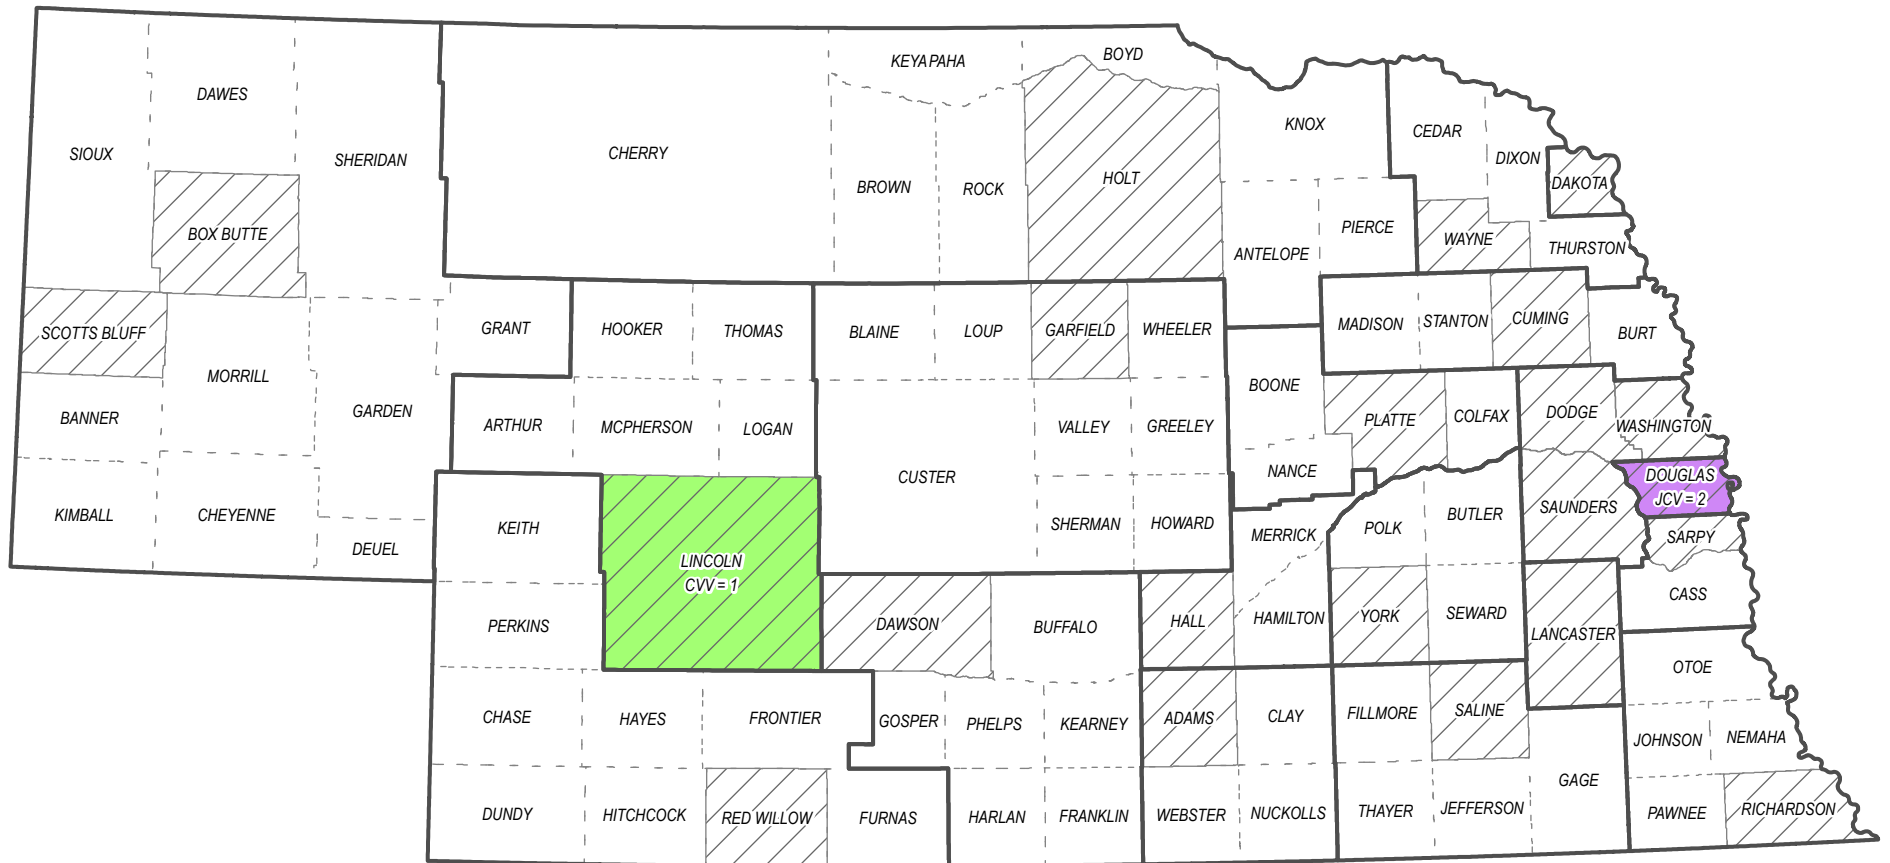 BOYD
KEYA PAHA
DAWES
KNOX
CEDAR
SIOUX
SHERIDAN
CHERRY
DIXON
BROWN
ROCK
HOLT
DAKOTA
BOX BUTTE
PIERCE
WAYNE
THURSTON
ANTELOPE
SCOTTS BLUFF
GRANT
HOOKER
THOMAS
BLAINE
LOUP
GARFIELD
WHEELER
MADISON
STANTON
CUMING
BURT
MORRILL
BOONE
BANNER
GARDEN
ARTHUR
MCPHERSON
LOGAN
VALLEY
GREELEY
PLATTE
COLFAX
DODGE
WASHINGTON
CUSTER
NANCE
DOUGLAS
JCV = 2
KIMBALL
CHEYENNE
KEITH
SHERMAN
HOWARD
MERRICK
POLK
BUTLER
SAUNDERS
SARPY
DEUEL
LINCOLN
CVV = 1
CASS
PERKINS
DAWSON
BUFFALO
HALL
HAMILTON
YORK
SEWARD
LANCASTER
OTOE
CHASE
HAYES
FRONTIER
GOSPER
PHELPS
KEARNEY
ADAMS
CLAY
FILLMORE
SALINE
JOHNSON
NEMAHA
GAGE
DUNDY
HITCHCOCK
RED WILLOW
FURNAS
HARLAN
FRANKLIN
WEBSTER
NUCKOLLS
THAYER
JEFFERSON
PAWNEE
RICHARDSON